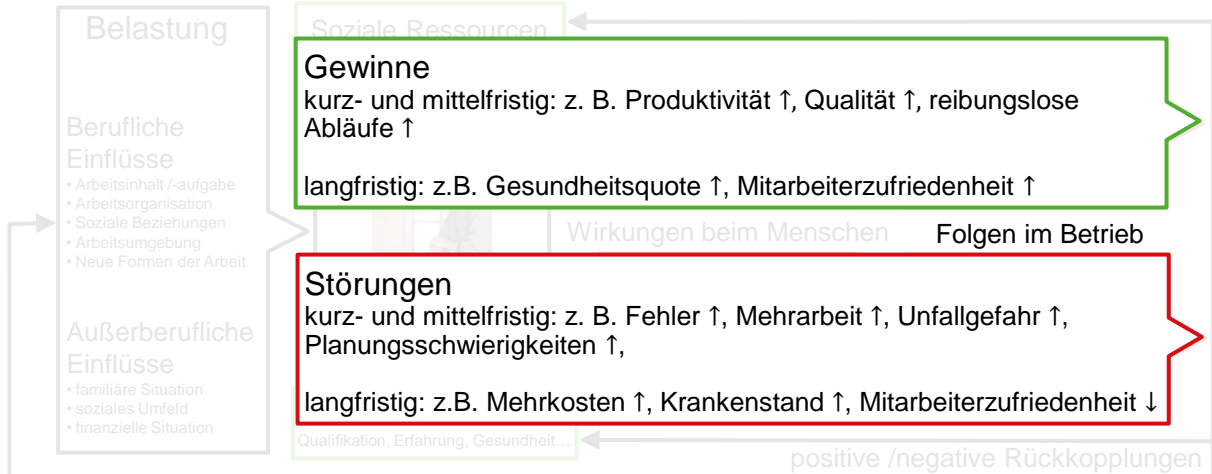 Belastung
Berufliche
Einflüsse
• Arbeitsinhalt /-aufgabe
• Arbeitsorganisation
• Soziale Beziehungen
• Arbeitsumgebung
• Neue Formen der Arbeit
Außerberufliche
Einflüsse
• familiäre Situation
• soziales Umfeld
• finanzielle Situation
Soziale Ressourcen
Gewinne
kurz- und mittelfristig: z. B. Produktivität ↑, Qualität ↑, reibungslose
Abläufe ↑
langfristig: z.B. Gesundheitsquote ↑, Mitarbeiterzufriedenheit ↑
Wirkungen beim Menschen
Folgen im Betrieb
Störungen
kurz- und mittelfristig: z. B. Fehler ↑, Mehrarbeit ↑, Unfallgefahr ↑,
Planungsschwierigkeiten ↑,
langfristig: z.B. Mehrkosten ↑, Krankenstand ↑, Mitarbeiterzufriedenheit ↓
Qualifikation, Erfahrung, Gesundheit…
positive /negative Rückkopplungen